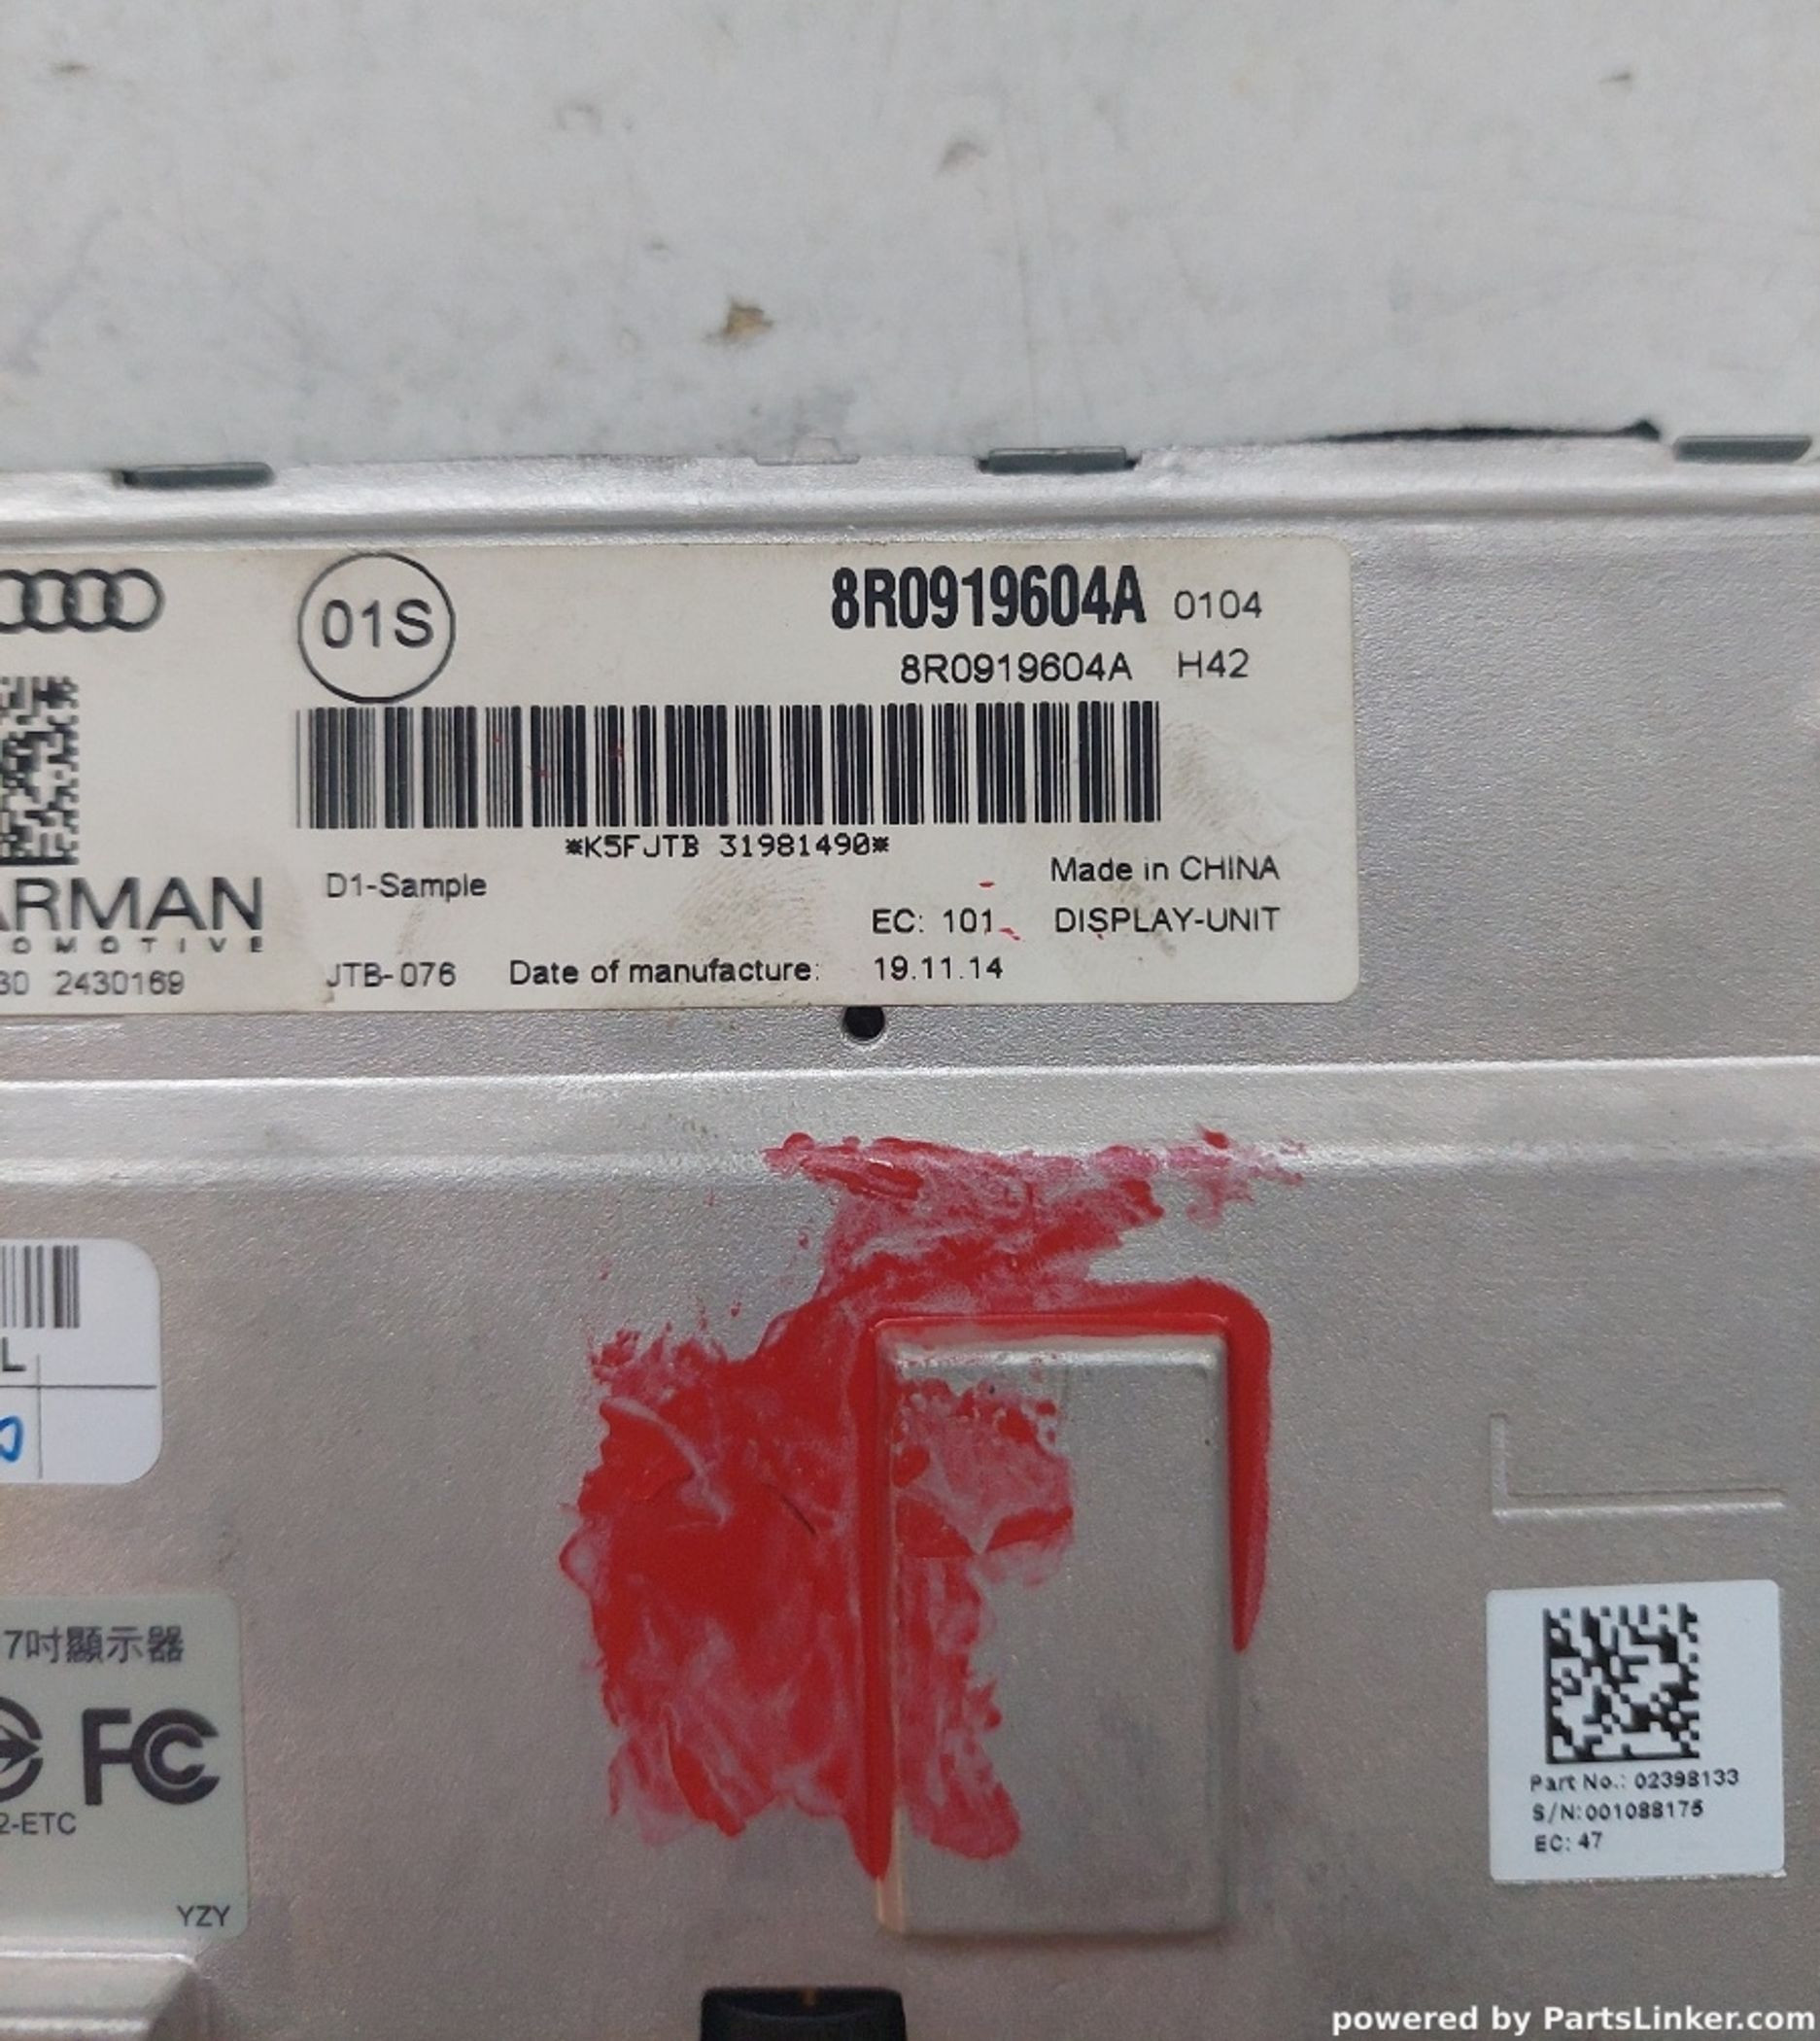 01S
8R0919604A 0104
8R0919604A H42
*K5FJTB 31981490*
ARMAN
OMOTIVE
D1-Sample
Made in CHINA
EC: 101
DISPLAY-UNIT
30 2430169
JTB-076 Date of manufacture: 19.11.14
L
7吋顯示器
FC
2-ETC
YZY
Part No.: 02398133
S/N:001088175
EC: 47
powered by PartsLinker.com